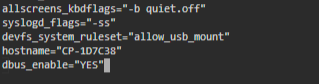 allscreens_kbdflags="-b quiet.off"
syslogd_flags="-ss"
devfs_system_ruleset="allow_usb_mount"
hostname="CP-1D7C38"
dbus_enable="YES"